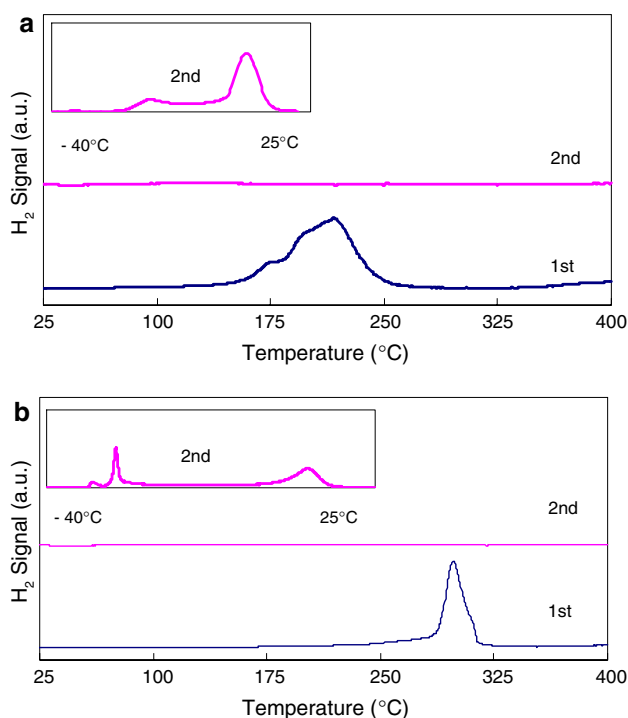 a
2nd
- 40°C 25°C
H2 Signal (a.u.)
2nd
1st
25 100 175 250 325 400
Temperature (°C)
b
2nd
- 40°C 25°C
H2 Signal (a.u.)
2nd
1st
25 100 175 250 325 400
Temperature (°C)